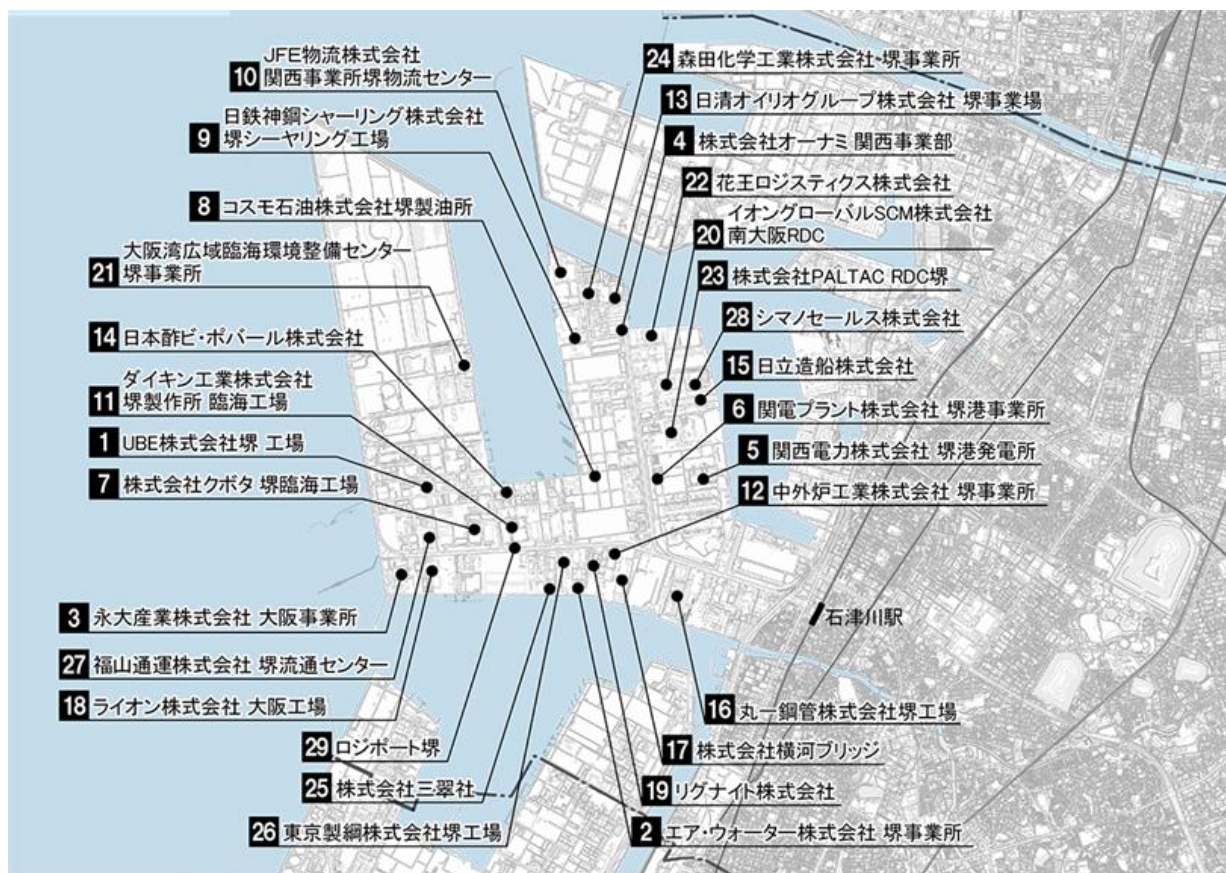 10 JFE物流株式会社
関西事業所堺物流センター
9 日鉄神鋼シャーリング株式会社
堺シーヤリング工場
8 コスモ石油株式会社堺製油所
21 大阪湾広域臨海環境整備センター
堺事業所
14 日本酢ビ・ポバール株式会社
11 ダイキン工業株式会社
堺製作所 臨海工場
1 UBE株式会社堺 工場
7 株式会社クボタ 堺臨海工場
24 森田化学工業株式会社 堺事業所
13 日清オイリオグループ株式会社 堺事業場
4 株式会社オーナミ 関西事業部
22 花王ロジスティクス株式会社
20 イオングローバルSCM株式会社
南大阪RDC
23 株式会社PALTAC RDC堺
28 シマノセールス株式会社
15 日立造船株式会社
6 関電プラント株式会社 堺港事業所
5 関西電力株式会社 堺港発電所
12 中外炉工業株式会社 堺事業所
石津川駅
3 永大産業株式会社 大阪事業所
27 福山通運株式会社 堺流通センター
18 ライオン株式会社 大阪工場
29 ロジポート堺
25 株式会社三翠社
26 東京製綱株式会社堺工場
16 丸一鋼管株式会社堺工場
17 株式会社横河ブリッジ
19 リグナイト株式会社
2 エア・ウォーター株式会社 堺事業所